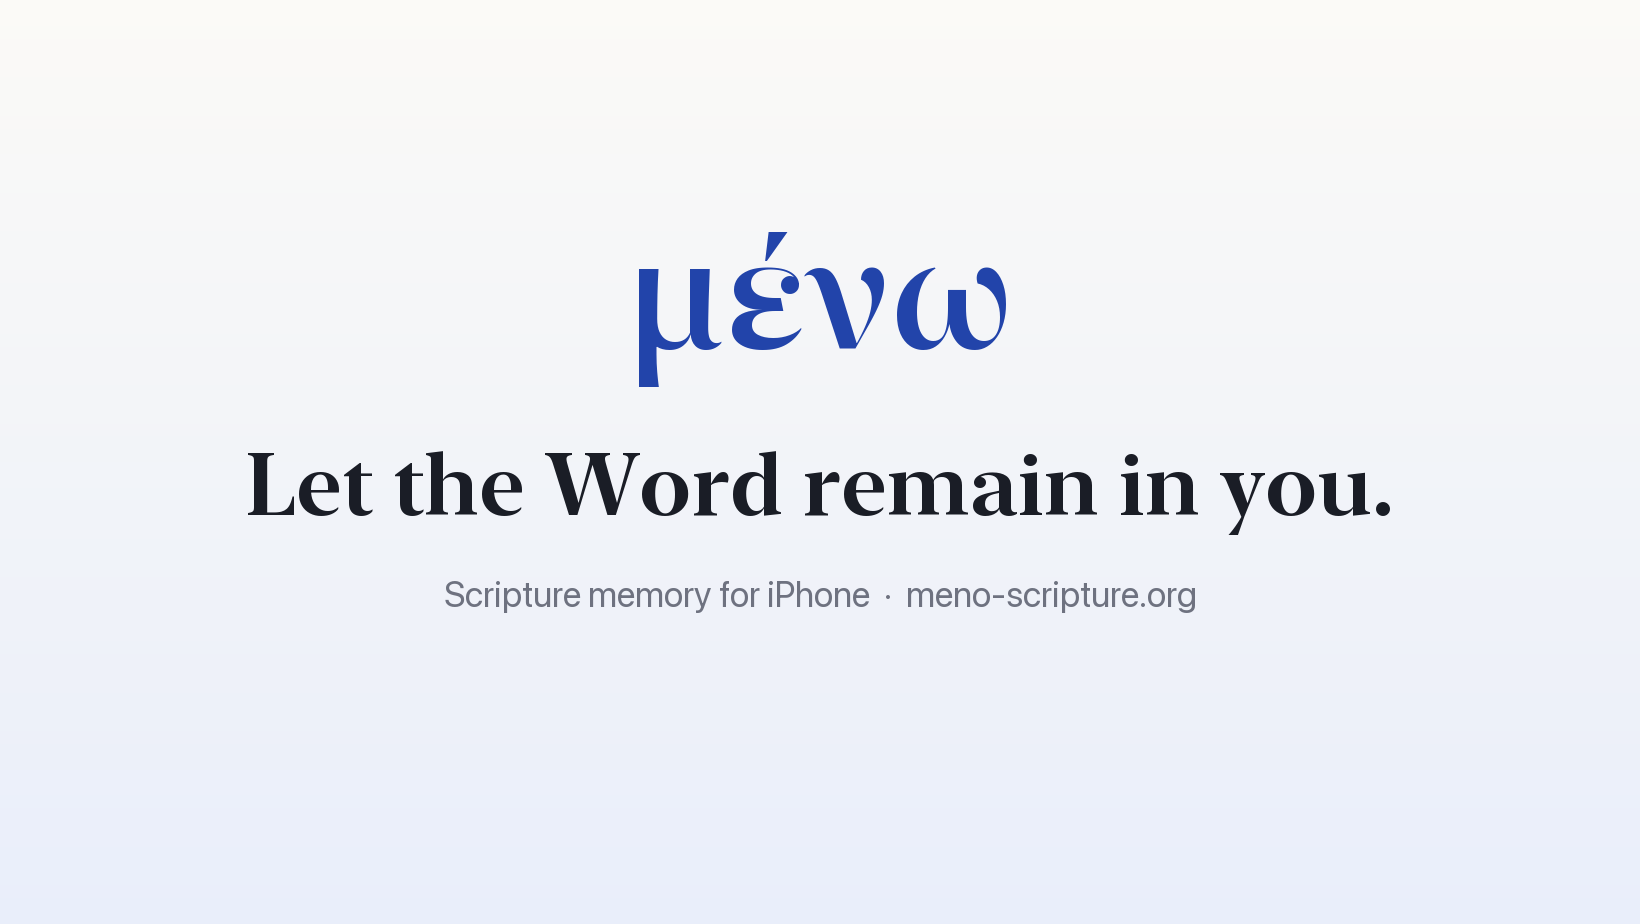 μένω
Let the Word remain in you.
Scripture memory for iPhone · meno-scripture.org